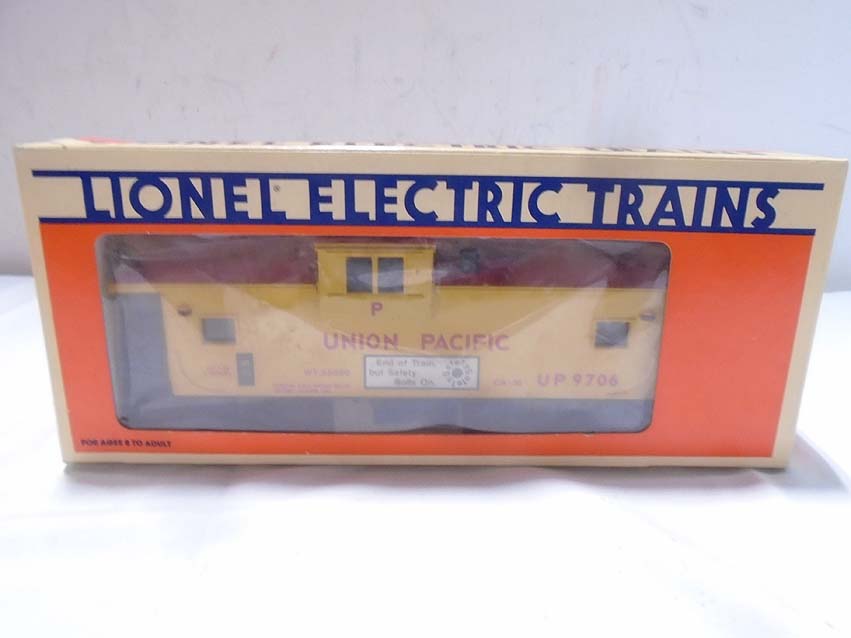 LIONEL® ELECTRIC TRAINS
P
UNION PACIFIC
End of Train,
but Safety
Rolls On.
UP 9706
FOR AGES 8 TO ADULT